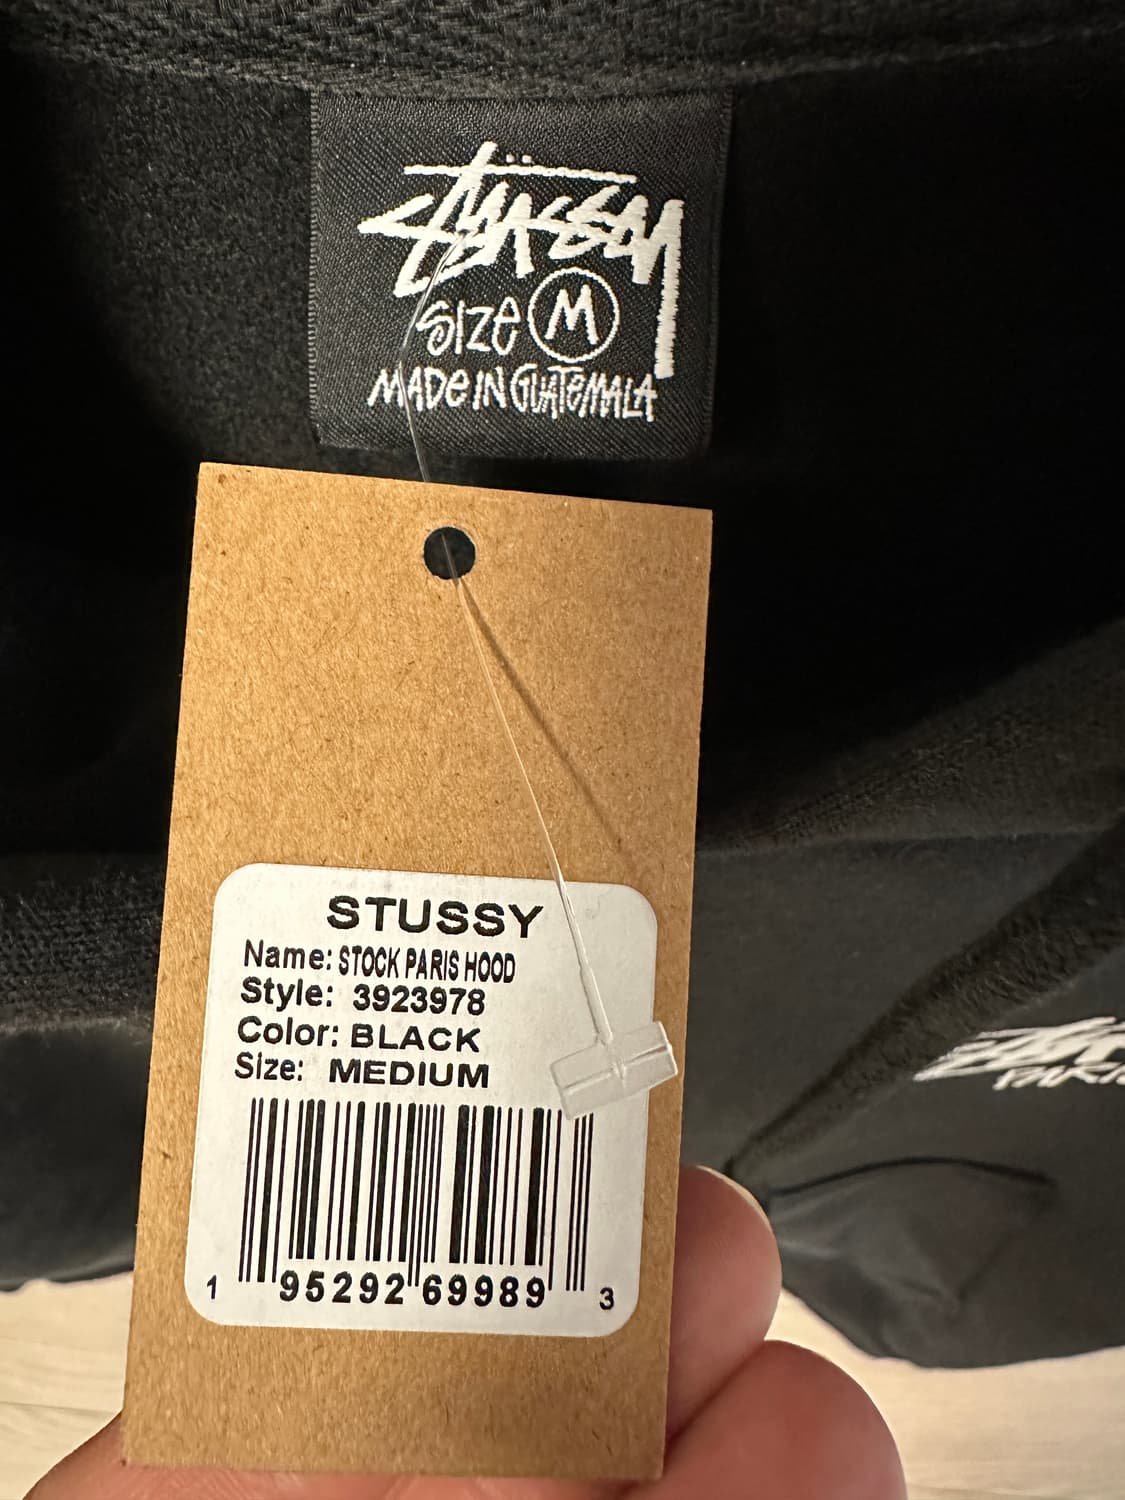 STÜSSY
SIZE M
MADE IN GUATEMALA
STUSSY
Name: STOCK PARIS HOOD
Style: 3923978
Color: BLACK
Size: MEDIUM
1 95292 69989 3